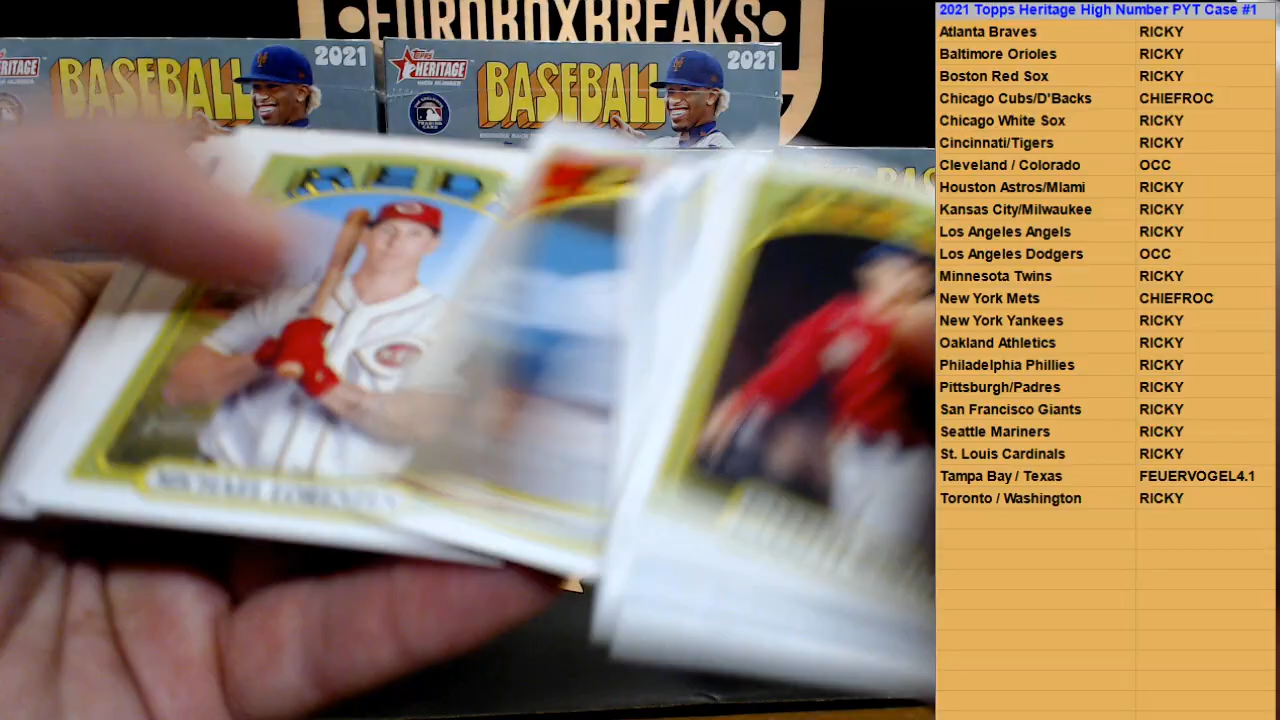 EUROBOXBREAKS
2021
HERITAGE
BASEBALL
TOPPS
HERITAGE
HIGH NUMBER
2021
BASEBALL
REDS
MICHAEL LORENZEN
2021 Topps Heritage High Number PYT Case #1
Atlanta Braves RICKY
Baltimore Orioles RICKY
Boston Red Sox RICKY
Chicago Cubs/D'Backs CHIEFROC
Chicago White Sox RICKY
Cincinnati/Tigers RICKY
Cleveland / Colorado OCC
Houston Astros/MIami RICKY
Kansas City/Milwaukee RICKY
Los Angeles Angels RICKY
Los Angeles Dodgers OCC
Minnesota Twins RICKY
New York Mets CHIEFROC
New York Yankees RICKY
Oakland Athletics RICKY
Philadelphia Phillies RICKY
Pittsburgh/Padres RICKY
San Francisco Giants RICKY
Seattle Mariners RICKY
St. Louis Cardinals RICKY
Tampa Bay / Texas FEUERVOGEL4.1
Toronto / Washington RICKY